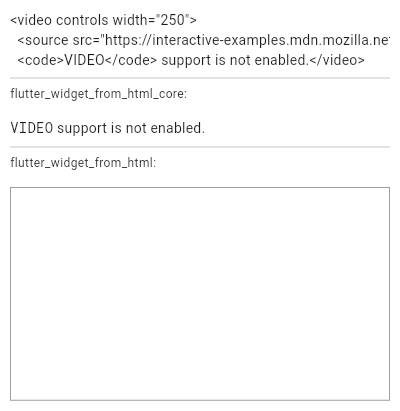 <video controls width="250">
<source src="https://interactive-examples.mdn.mozilla.ne
<code>VIDEO</code> support is not enabled.</video>
flutter_widget_from_html_core:
VIDEO support is not enabled.
flutter_widget_from_html: